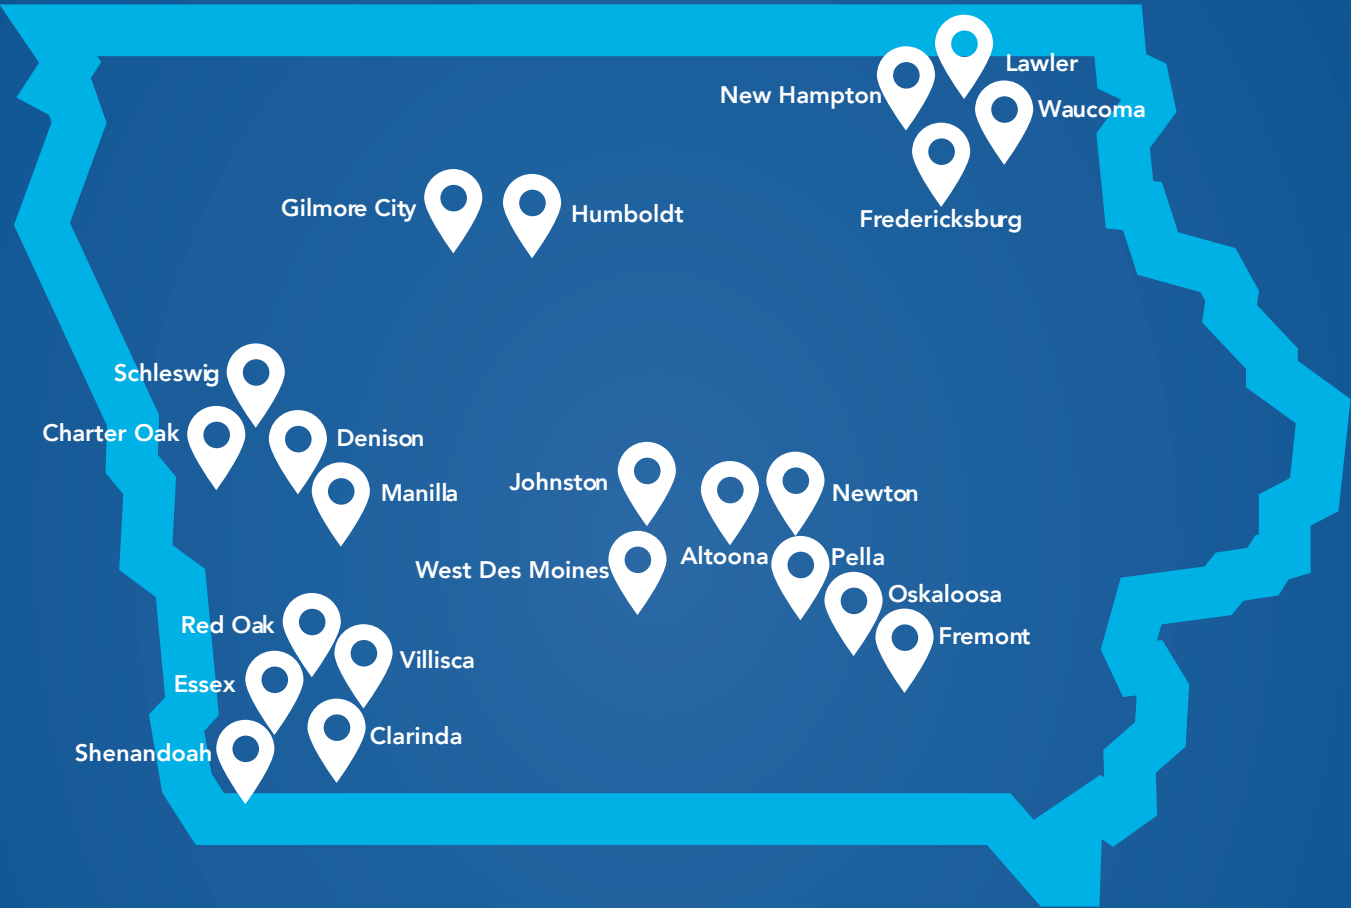 Lawler
New Hampton
Waucoma
Gilmore City
Humboldt
Fredericksburg
Schleswig
Charter Oak
Denison
Johnston
Manilla
Newton
West Des Moines
Altoona
Pella
Oskaloosa
Red Oak
Fremont
Villisca
Essex
Clarinda
Shenandoah